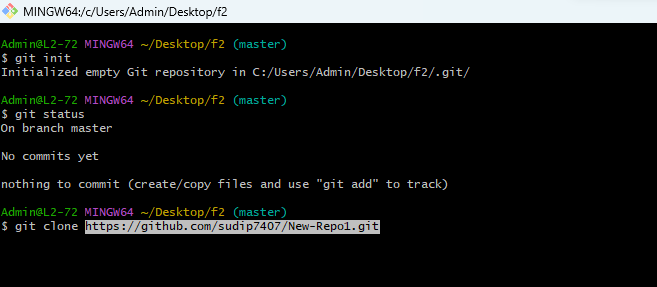 MINGW64:/c/Users/Admin/Desktop/f2
Admin@L2-72 MINGW64 ~/Desktop/f2 (master)
$ git init
Initialized empty Git repository in C:/Users/Admin/Desktop/f2/.git/
Admin@L2-72 MINGW64 ~/Desktop/f2 (master)
$ git status
On branch master
No commits yet
nothing to commit (create/copy files and use "git add" to track)
Admin@L2-72 MINGW64 ~/Desktop/f2 (master)
$ git clone https://github.com/sudip7407/New-Repo1.git